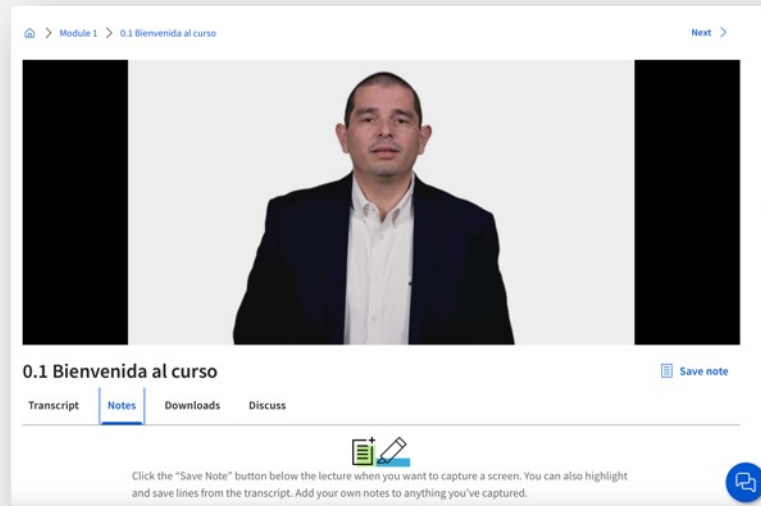 Module 1 0.1 Bienvenida al curso
Next
0.1 Bienvenida al curso
Save note
Transcript Notes Downloads Discuss
Click the “Save Note” button below the lecture when you want to capture a screen. You can also highlight
and save lines from the transcript. Add your own notes to anything you’ve captured.